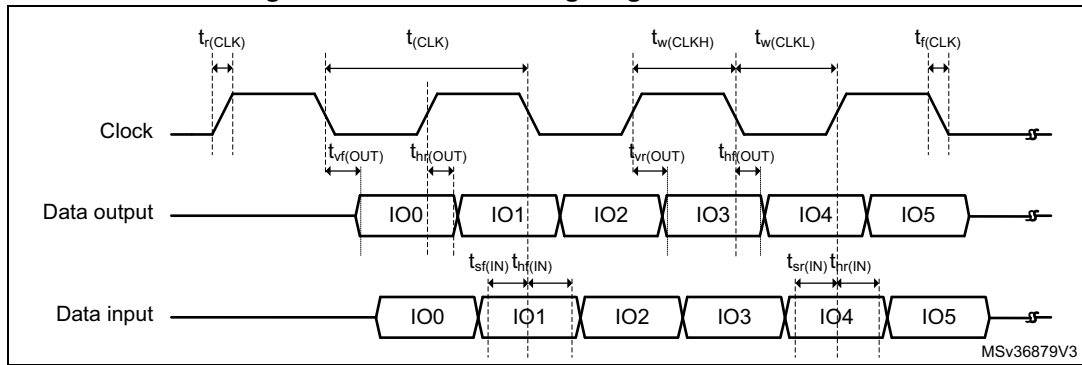 tr(CLK) t(CLK) tw(CLKH) tw(CLKL) tf(CLK)
Clock
tvf(OUT) thr(OUT) tvr(OUT) thf(OUT)
Data output IO0 IO1 IO2 IO3 IO4 IO5
tsf(IN) thf(IN) tsr(IN) thr(IN)
Data input IO0 IO1 IO2 IO3 IO4 IO5
MSv36879V3